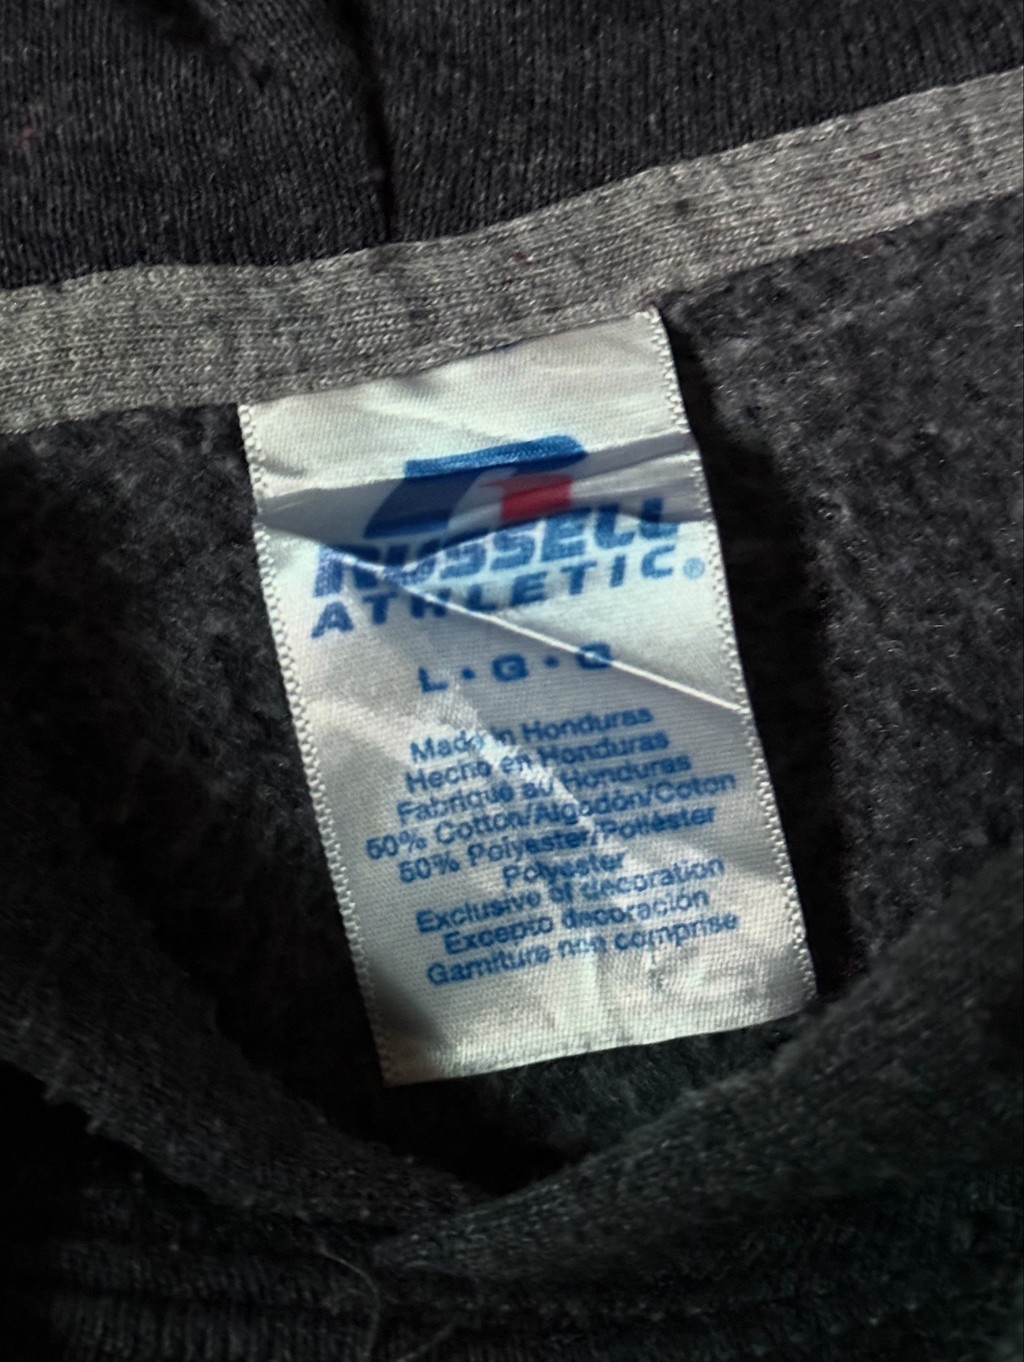 RUSSELL
ATHLETIC®
L • G • G
Made in Honduras
Hecho en Honduras
Fabriqué au Honduras
50% Cotton/Algodón/Coton
50% Polyester/Poliéster
Polyester
Exclusive of decoration
Excepto decoración
Garniture non comprise